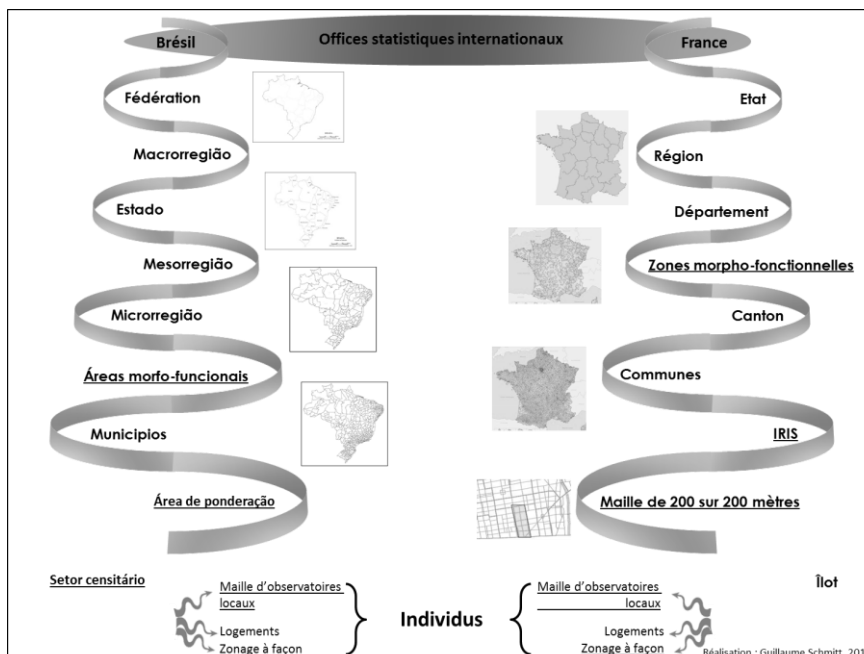 Offices statistiques internationaux
Brésil
France
Fédération
Etat
Macrorregião
Région
Estado
Département
Mesorregião
Zones morpho-fonctionnelles
Microrregião
Canton
Áreas morfo-funcionais
Communes
Municipios
IRIS
Área de ponderação
Maille de 200 sur 200 mètres
Setor censitário
Îlot
Maille d'observatoires
locaux
Logements
Zonage à façon
Individus
Maille d'observatoires
locaux
Logements
Zonage à façon
Réalisation : Guillaume Schmitt, 201